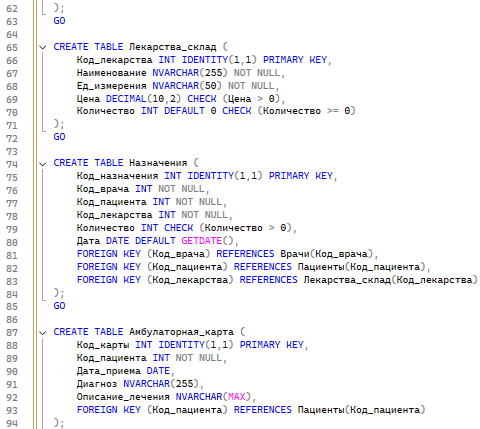 62 );
63 GO
64
65 CREATE TABLE Лекарства_склад (
66 Код_лекарства INT IDENTITY(1,1) PRIMARY KEY,
67 Наименование NVARCHAR(255) NOT NULL,
68 Ед_измерения NVARCHAR(50) NOT NULL,
69 Цена DECIMAL(10,2) CHECK (Цена > 0),
70 Количество INT DEFAULT 0 CHECK (Количество >= 0)
71 );
72 GO
73
74 CREATE TABLE Назначения (
75 Код_назначения INT IDENTITY(1,1) PRIMARY KEY,
76 Код_врача INT NOT NULL,
77 Код_пациента INT NOT NULL,
78 Код_лекарства INT NOT NULL,
79 Количество INT CHECK (Количество > 0),
80 Дата DATE DEFAULT GETDATE(),
81 FOREIGN KEY (Код_врача) REFERENCES Врачи(Код_врача),
82 FOREIGN KEY (Код_пациента) REFERENCES Пациенты(Код_пациента),
83 FOREIGN KEY (Код_лекарства) REFERENCES Лекарства_склад(Код_лекарства)
84 );
85 GO
86
87 CREATE TABLE Амбулаторная_карта (
88 Код_карты INT IDENTITY(1,1) PRIMARY KEY,
89 Код_пациента INT NOT NULL,
90 Дата_приема DATE,
91 Диагноз NVARCHAR(255),
92 Описание_лечения NVARCHAR(MAX),
93 FOREIGN KEY (Код_пациента) REFERENCES Пациенты(Код_пациента)
94 );